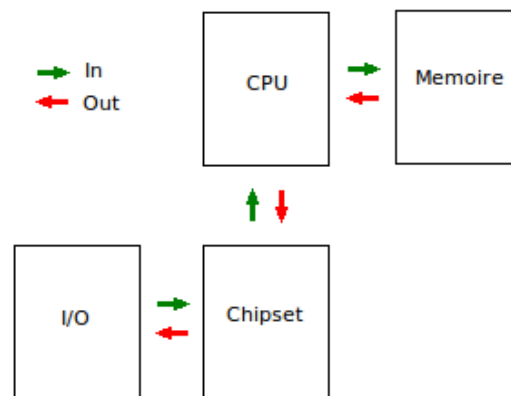 In
Out
CPU
Memoire
I/O
Chipset